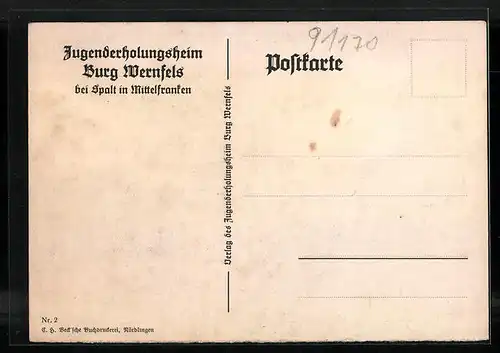 Jugenderholungsheim
Burg Wernfels
bei Spalt in Mittelfranken
91170
Postkarte
Verlag des Jugenderholungsheim Burg Wernfels
Nr. 2
C. H. Beck'sche Buchdruckerei, Nördlingen